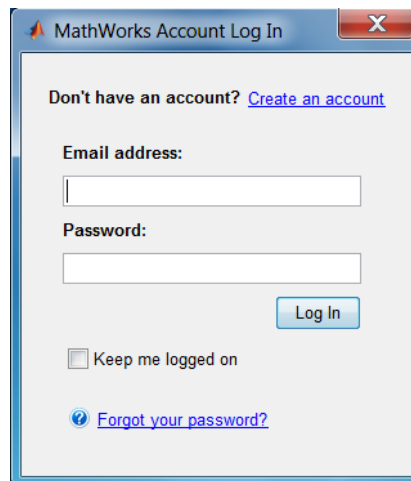 MathWorks Account Log In
Don't have an account? Create an account
Email address:
Password:
Log In
Keep me logged on
Forgot your password?